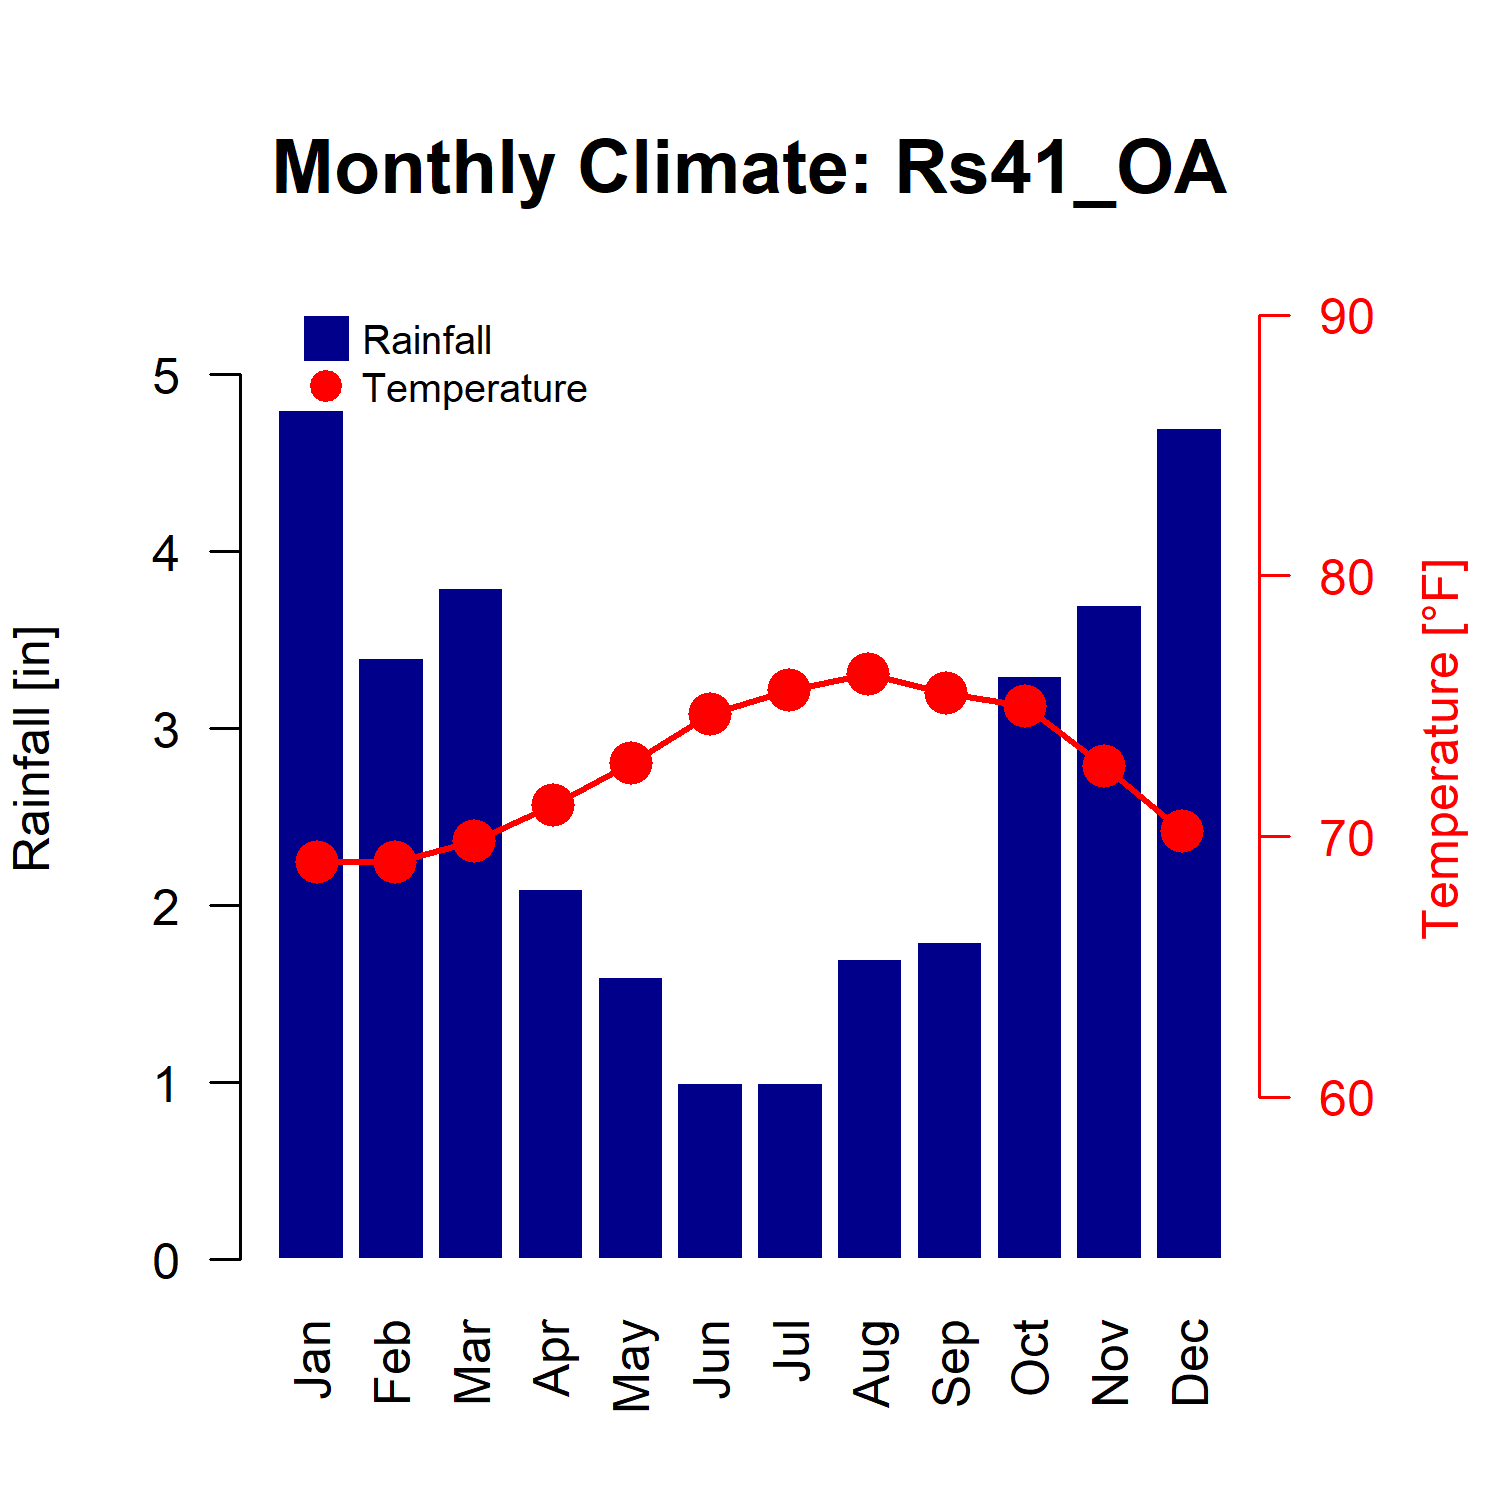 Monthly Climate: Rs41_OA
Rainfall
Temperature
5
4
3
2
1
0
Rainfall [in]
90
80
70
60
Temperature [°F]
Jan
Feb
Mar
Apr
May
Jun
Jul
Aug
Sep
Oct
Nov
Dec